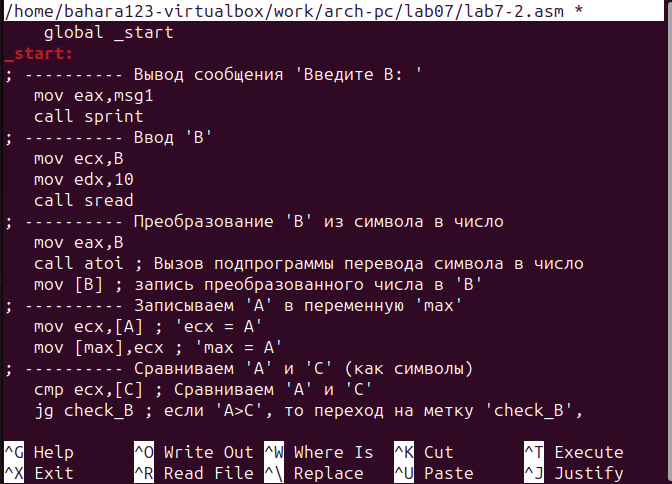 /home/bahara123-virtualbox/work/arch-pc/lab07/lab7-2.asm *
global _start
_start:
; ---------- Вывод сообщения 'Введите B: '
mov eax,msg1
call sprint
; ---------- Ввод 'B'
mov ecx,B
mov edx,10
call sread
; ---------- Преобразование 'B' из символа в число
mov eax,B
call atoi ; Вызов подпрограммы перевода символа в число
mov [B] ; запись преобразованного числа в 'B'
; ---------- Записываем 'A' в переменную 'max'
mov ecx,[A] ; 'ecx = A'
mov [max],ecx ; 'max = A'
; ---------- Сравниваем 'A' и 'C' (как символы)
cmp ecx,[C] ; Сравниваем 'A' и 'C'
jg check_B ; если 'A>C', то переход на метку 'check_B',
^G Help ^O Write Out ^W Where Is ^K Cut ^T Execute
^X Exit ^R Read File ^\ Replace ^U Paste ^J Justify